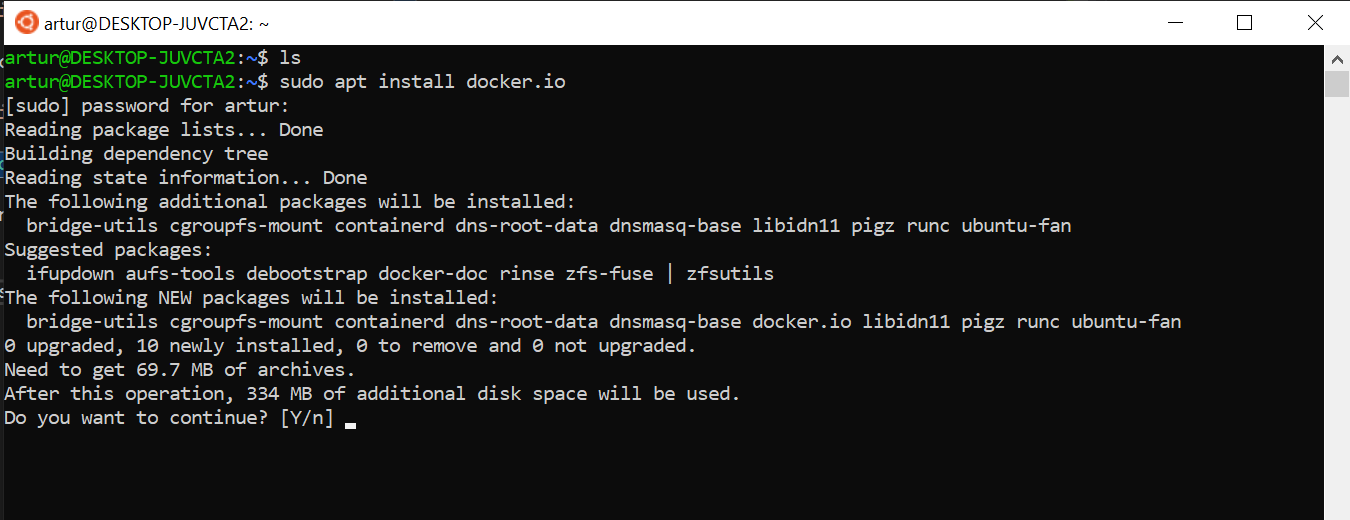 artur@DESKTOP-JUVCTA2: ~
artur@DESKTOP-JUVCTA2:~$ ls
artur@DESKTOP-JUVCTA2:~$ sudo apt install docker.io
[sudo] password for artur:
Reading package lists... Done
Building dependency tree
Reading state information... Done
The following additional packages will be installed:
  bridge-utils cgroupfs-mount containerd dns-root-data dnsmasq-base libidn11 pigz runc ubuntu-fan
Suggested packages:
  ifupdown aufs-tools debootstrap docker-doc rinse zfs-fuse | zfsutils
The following NEW packages will be installed:
  bridge-utils cgroupfs-mount containerd dns-root-data dnsmasq-base docker.io libidn11 pigz runc ubuntu-fan
0 upgraded, 10 newly installed, 0 to remove and 0 not upgraded.
Need to get 69.7 MB of archives.
After this operation, 334 MB of additional disk space will be used.
Do you want to continue? [Y/n]